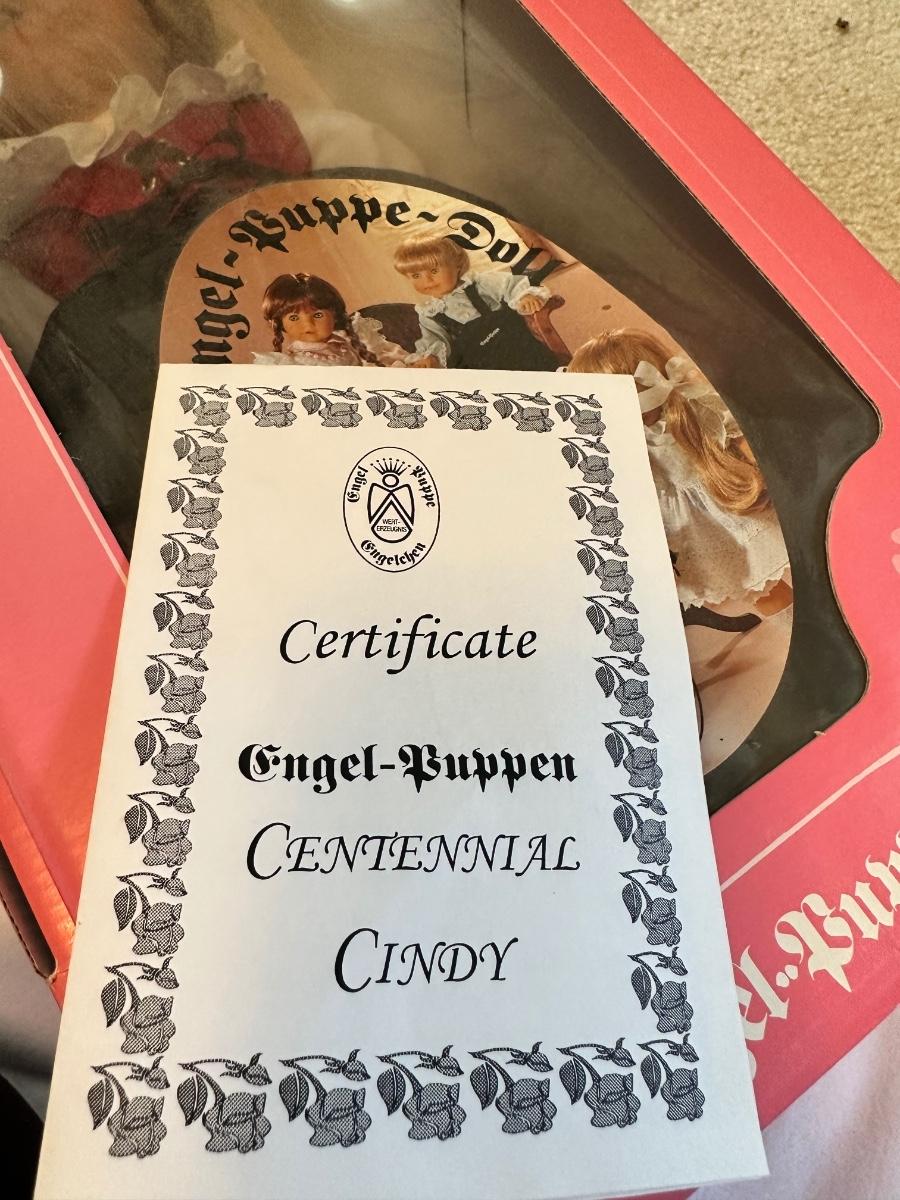 Engel-Puppe-Doll
Engel Puppe
WERT-
ERZEUGNIS
Engelchen
Certificate
Engel-Puppen
CENTENNIAL
CINDY